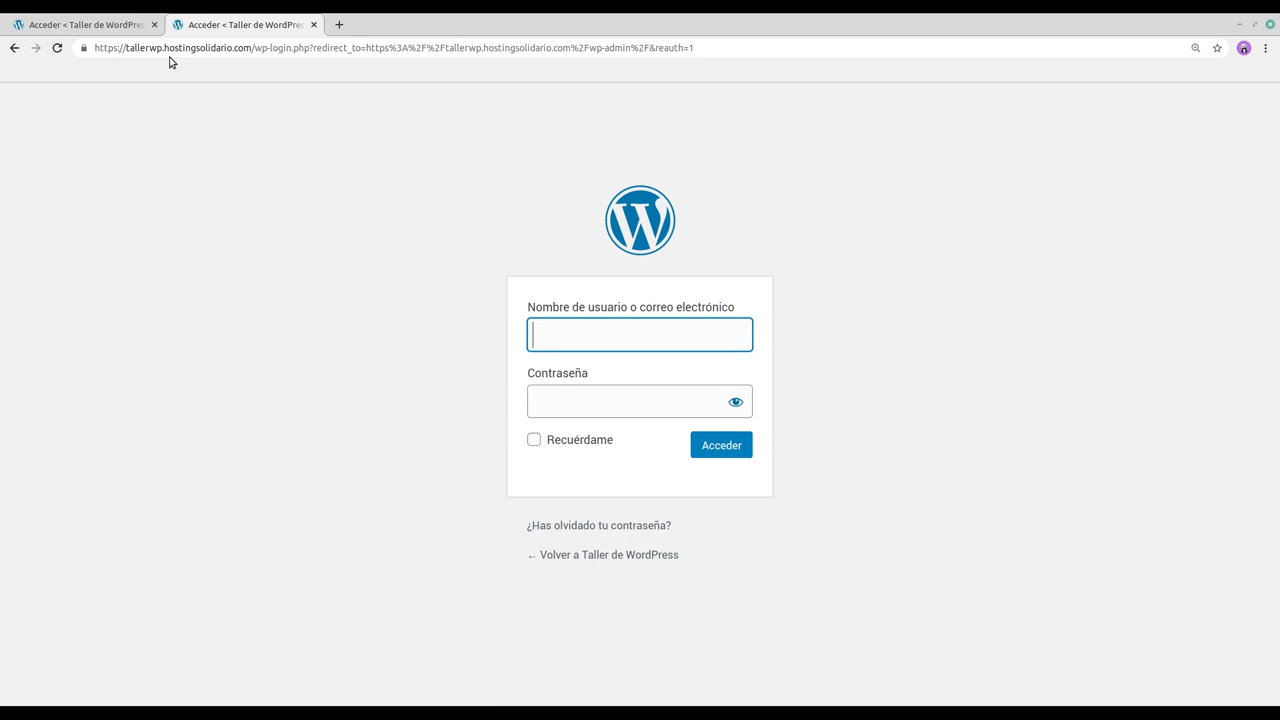 Acceder < Taller de WordPres
Acceder < Taller de WordPres
https://tallerwp.hostingsolidario.com/wp-login.php?redirect_to=https%3A%2F%2Ftallerwp.hostingsolidario.com%2Fwp-admin%2F&reauth=1
Nombre de usuario o correo electrónico
Contraseña
Recuérdame
Acceder
¿Has olvidado tu contraseña?
← Volver a Taller de WordPress